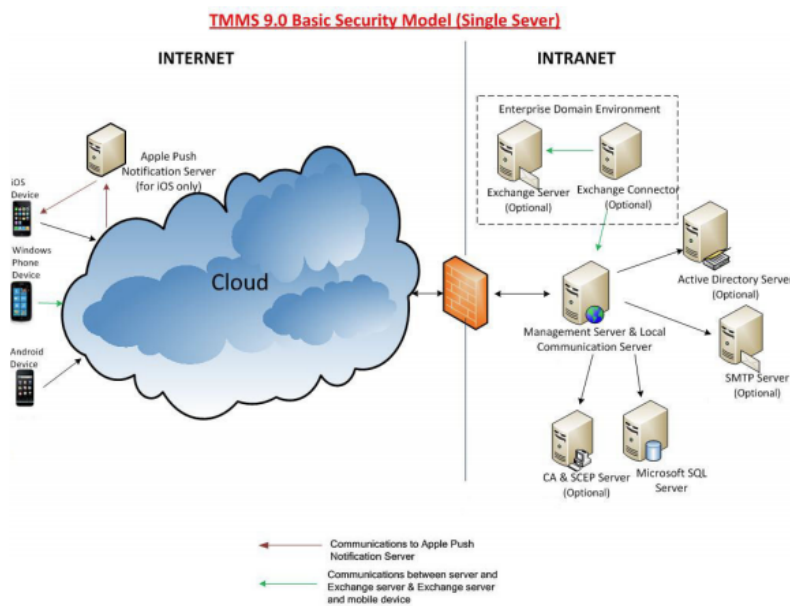 TMMS 9.0 Basic Security Model (Single Sever)
INTERNET
INTRANET
Enterprise Domain Environment
Apple Push
Notification Server
(for iOS only)
iOS
Device
Exchange Server
(Optional)
Exchange Connector
(Optional)
Windows
Phone
Device
Cloud
Active Directory Server
(Optional)
Management Server & Local
Communication Server
Android
Device
SMTP Server
(Optional)
CA & SCEP Server
(Optional)
Microsoft SQL
Server
Communications to Apple Push
Notification Server
Communications between server and
Exchange server & Exchange server
and mobile device